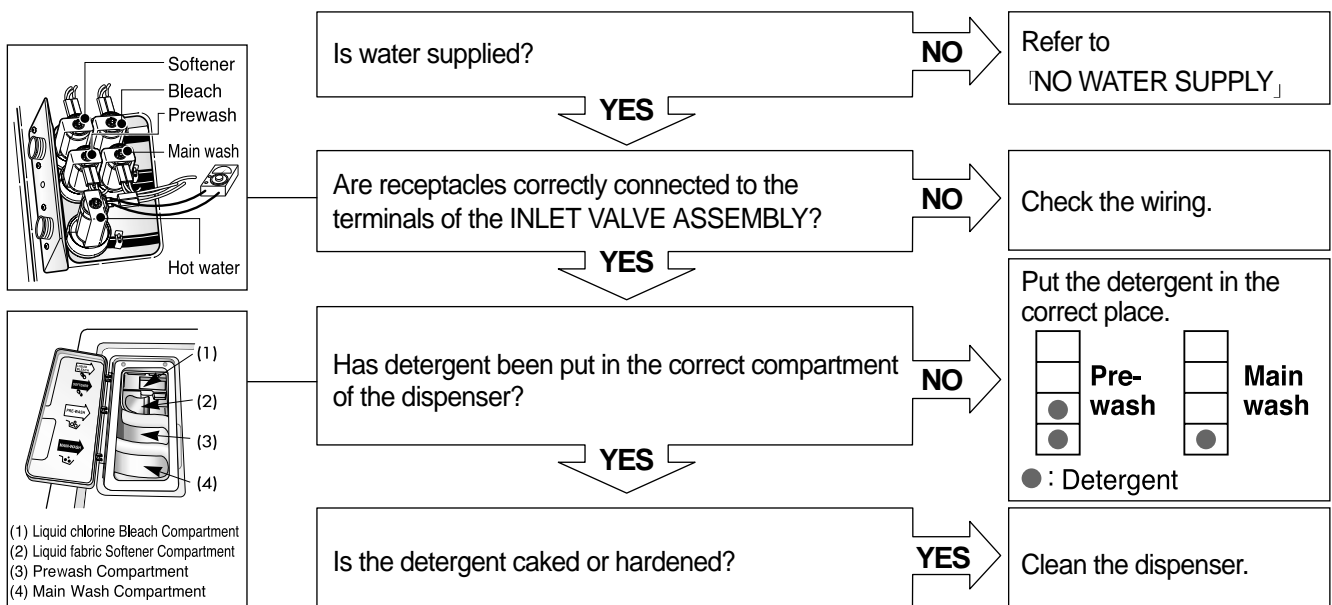 Softener
Bleach
Prewash
Main wash
Hot water
Is water supplied?
NO
Refer to
「NO WATER SUPPLY」
YES
Are receptacles correctly connected to the
terminals of the INLET VALVE ASSEMBLY?
NO
Check the wiring.
YES
(1)
(2)
(3)
(4)
PRE-WASH
MAIN-WASH
(1) Liquid chlorine Bleach Compartment
(2) Liquid fabric Softener Compartment
(3) Prewash Compartment
(4) Main Wash Compartment
Has detergent been put in the correct compartment
of the dispenser?
NO
Put the detergent in the
correct place.
Pre-
wash
Main
wash
: Detergent
YES
Is the detergent caked or hardened?
YES
Clean the dispenser.